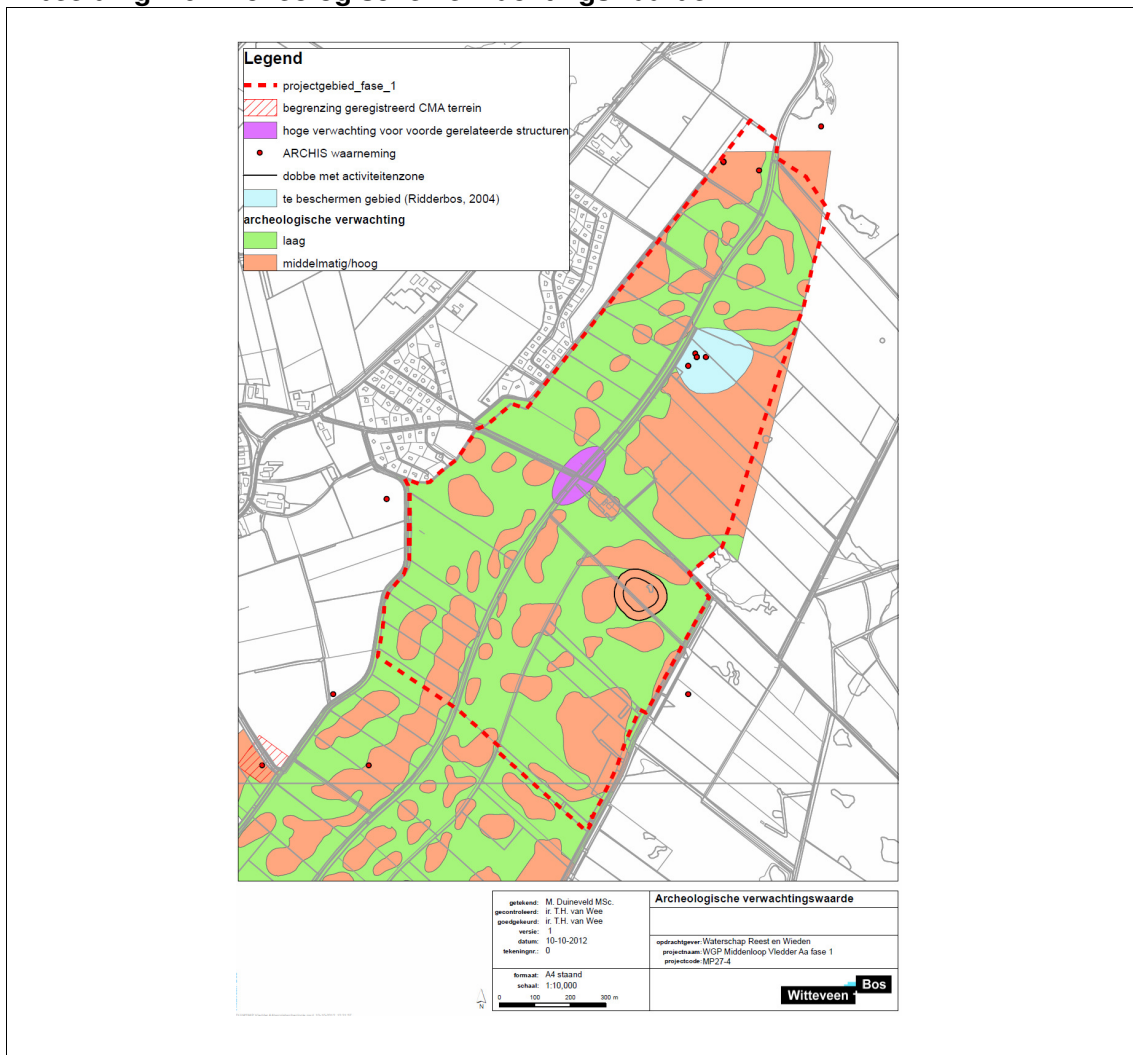 Legend
projectgebied_fase_1
begrenzing geregistreerd CMA terrein
hoge verwachting voor voorde gerelateerde structuren
ARCHIS waarneming
dobbe met activiteitenzone
te beschermen gebied (Ridderbos, 2004)
archeologische verwachting
laag
middelmatig/hoog
getekend: M. Duineveld MSc.
gecontroleerd: ir. T.H. van Wee
goedgekeurd: ir. T.H. van Wee
versie: 1
datum: 10-10-2012
tekeningnr.: 0
formaat: A4 staand
schaal: 1:10,000
0 100 200 300 m
N
Archeologische verwachtingswaarde
opdrachtgever: Waterschap Reest en Wieden
projectnaam: WGP Middenloop Vledder Aa fase 1
projectcode: MP27-4
Witteveen + Bos